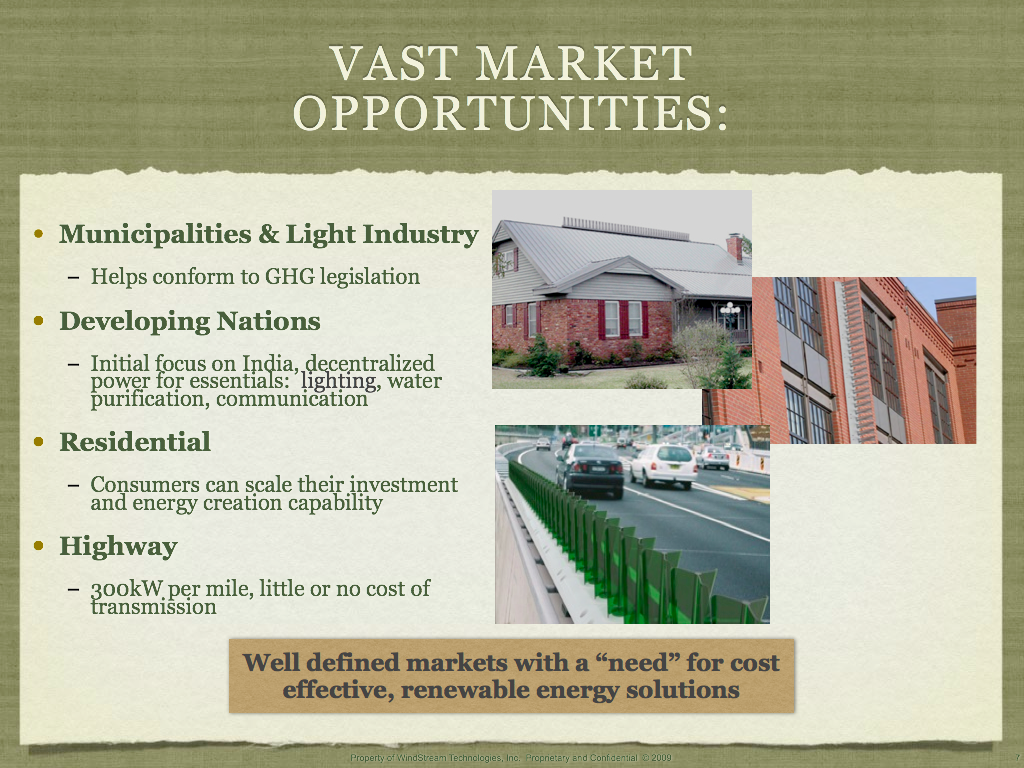 VAST MARKET
OPPORTUNITIES:
• Municipalities & Light Industry
– Helps conform to GHG legislation
• Developing Nations
– Initial focus on India, decentralized
power for essentials: lighting, water
purification, communication
• Residential
– Consumers can scale their investment
and energy creation capability
• Highway
– 300kW per mile, little or no cost of
transmission
Well defined markets with a “need” for cost
effective, renewable energy solutions
Property of WindStream Technologies, Inc. Proprietary and Confidential © 2009
7